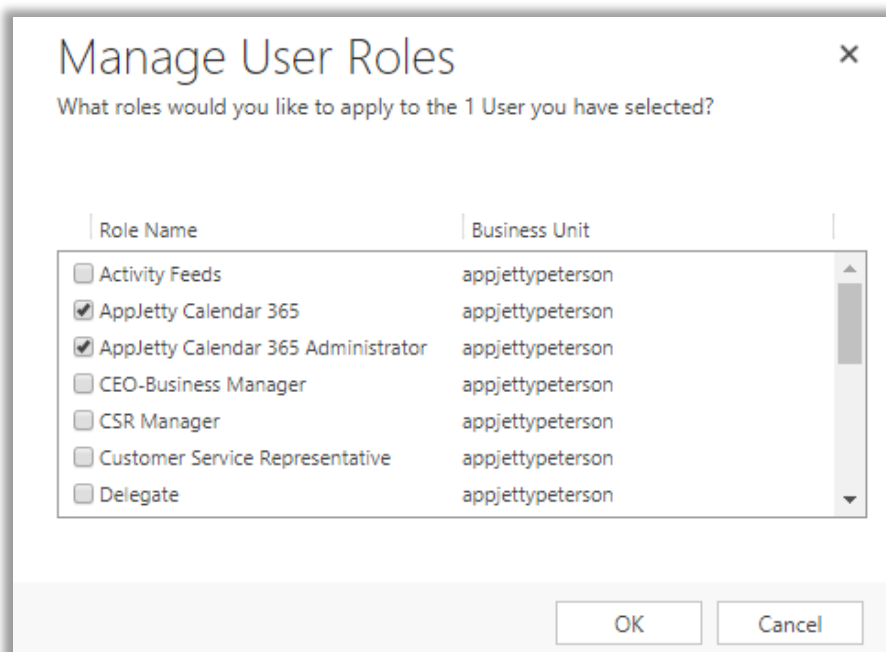 Manage User Roles
What roles would you like to apply to the 1 User you have selected?
Role Name Business Unit
Activity Feeds appjettypeterson
AppJetty Calendar 365 appjettypeterson
AppJetty Calendar 365 Administrator appjettypeterson
CEO-Business Manager appjettypeterson
CSR Manager appjettypeterson
Customer Service Representative appjettypeterson
Delegate appjettypeterson
OK Cancel